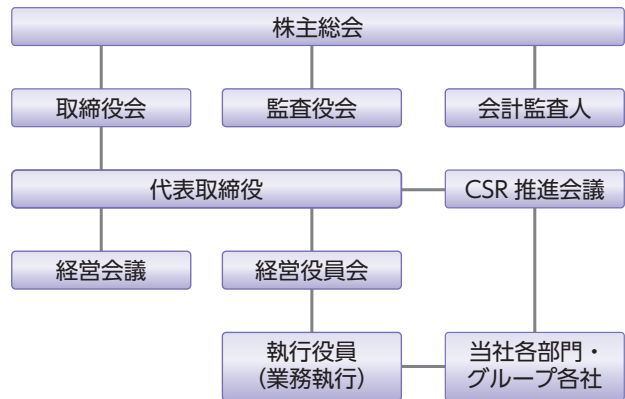 株主総会
取締役会
監査役会
会計監査人
代表取締役
CSR 推進会議
経営会議
経営役員会
執行役員
（業務執行）
当社各部門・
グループ各社